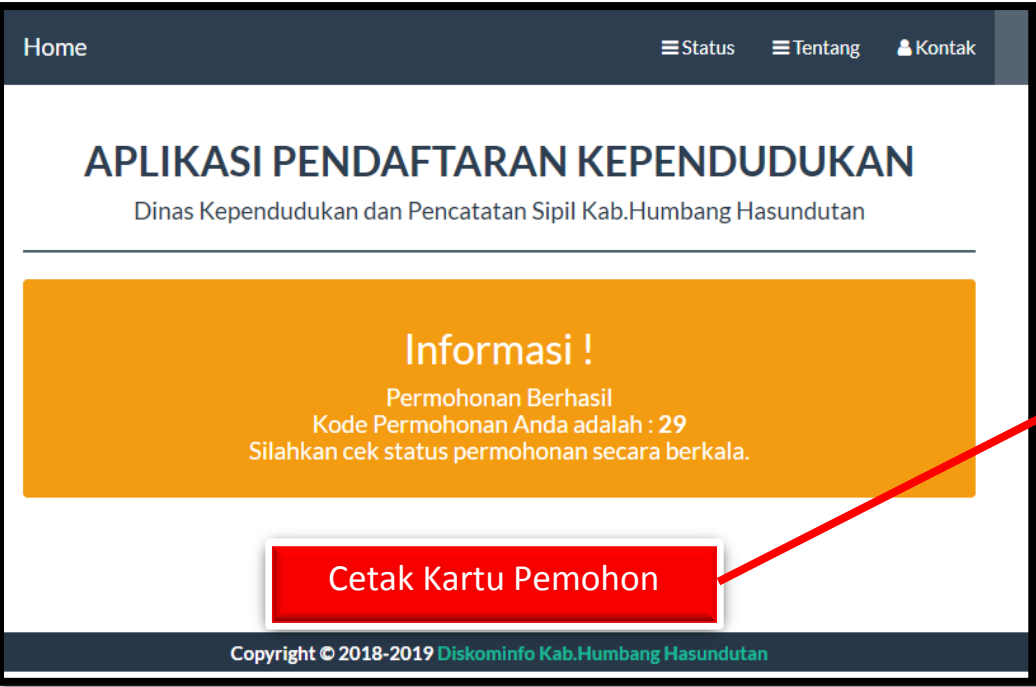 Home Status Tentang Kontak
APLIKASI PENDAFTARAN KEPENDUDUKAN
Dinas Kependudukan dan Pencatatan Sipil Kab.Humbang Hasundutan
Informasi !
Permohonan Berhasil
Kode Permohonan Anda adalah : 29
Silahkan cek status permohonan secara berkala.
Cetak Kartu Pemohon
Copyright © 2018-2019 Diskominfo Kab.Humbang Hasundutan